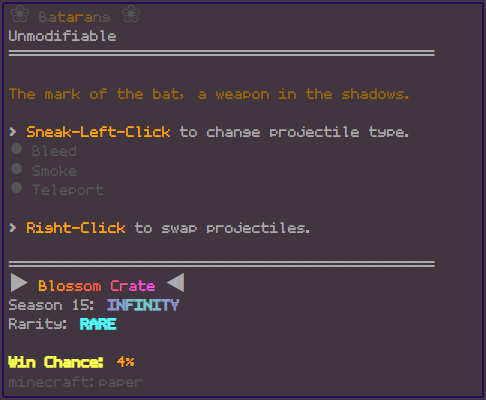 Batarang
Unmodifiable
The mark of the bat, a weapon in the shadows.
> Sneak-Left-Click to change projectile type.
● Bleed
● Smoke
● Teleport
> Right-Click to swap projectiles.
▶ Blossom Crate ◀
Season 15: INFINITY
Rarity: RARE
Win Chance: 4%
minecraft:paper